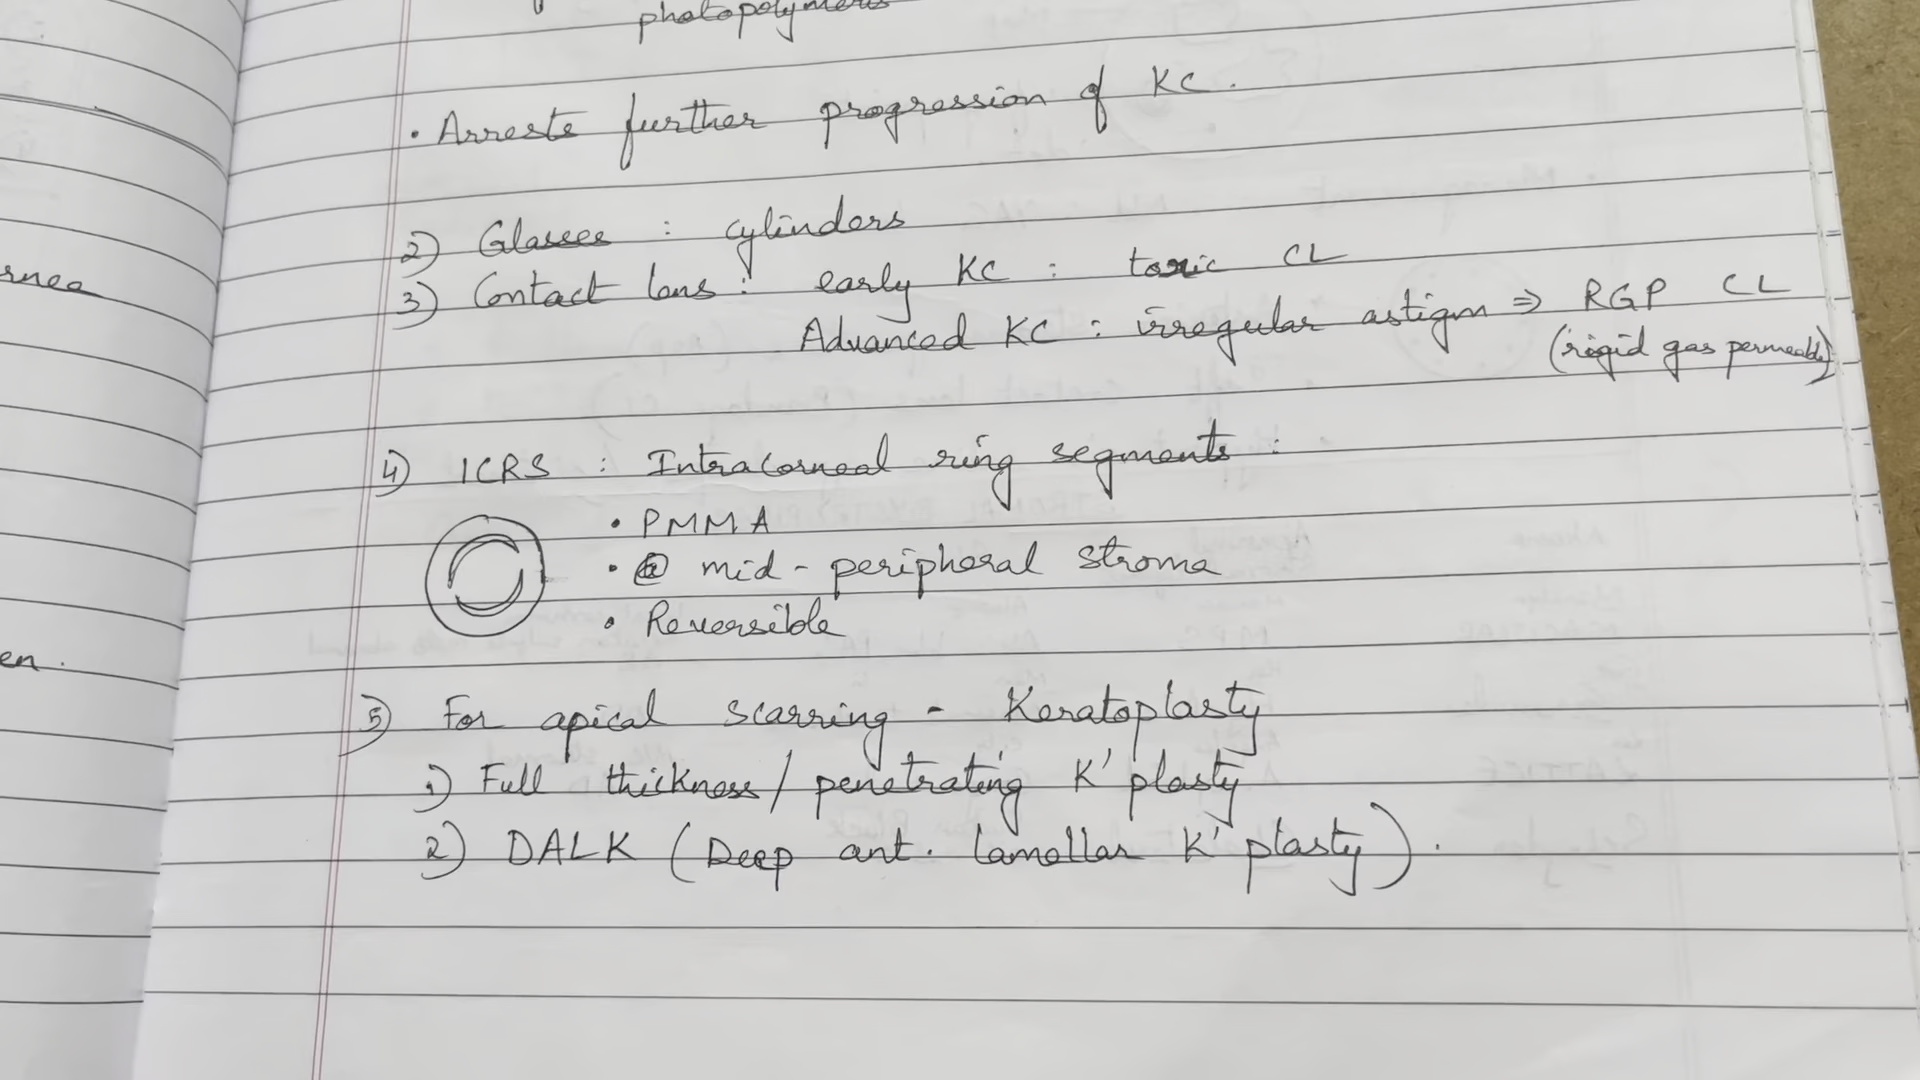 photopolymers
• Arrests further progression of KC.
2) Glasses : cylinders
3) Contact lens : early KC : toric CL
Advanced KC : irregular astigm ⇒ RGP CL
(rigid gas permeable)
4) ICRS : Intracorneal ring segments :
• PMMA
• @ mid - peripheral stroma
• Reversible
5) For apical scarring - Keratoplasty
1) Full thickness / penetrating K' plasty
2) DALK (Deep ant. lamellar K' plasty).
rnea
en.